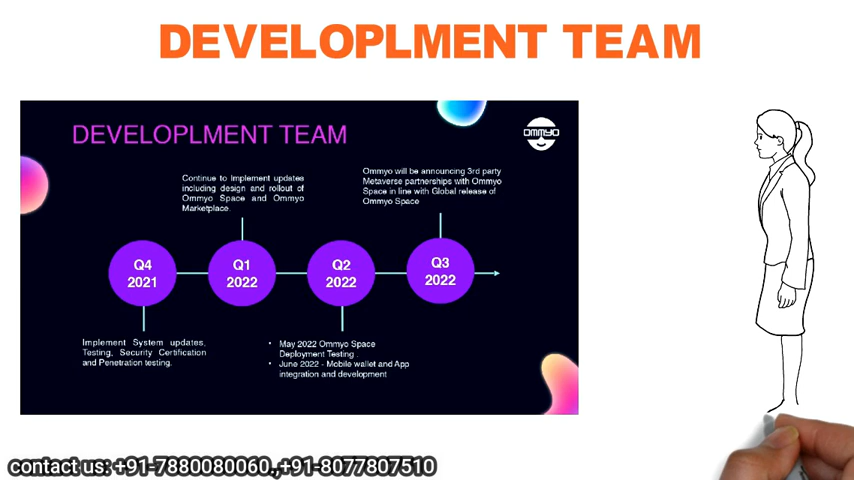 DEVELOPLMENT TEAM
DEVELOPLMENT TEAM
OMMYO
Continue to Implement updates
including design and rollout of
Ommyo Space and Ommyo
Marketplace.
Ommyo will be announcing 3rd party
Metaverse partnerships with Ommyo
Space in line with Global release of
Ommyo Space
Q4
2021
Q1
2022
Q2
2022
Q3
2022
Implement System updates,
Testing, Security Certification
and Penetration testing.
• May 2022 Ommyo Space
Deployment Testing .
• June 2022 - Mobile wallet and App
integration and development
contact us: +91-7880080060.,+91-8077807510